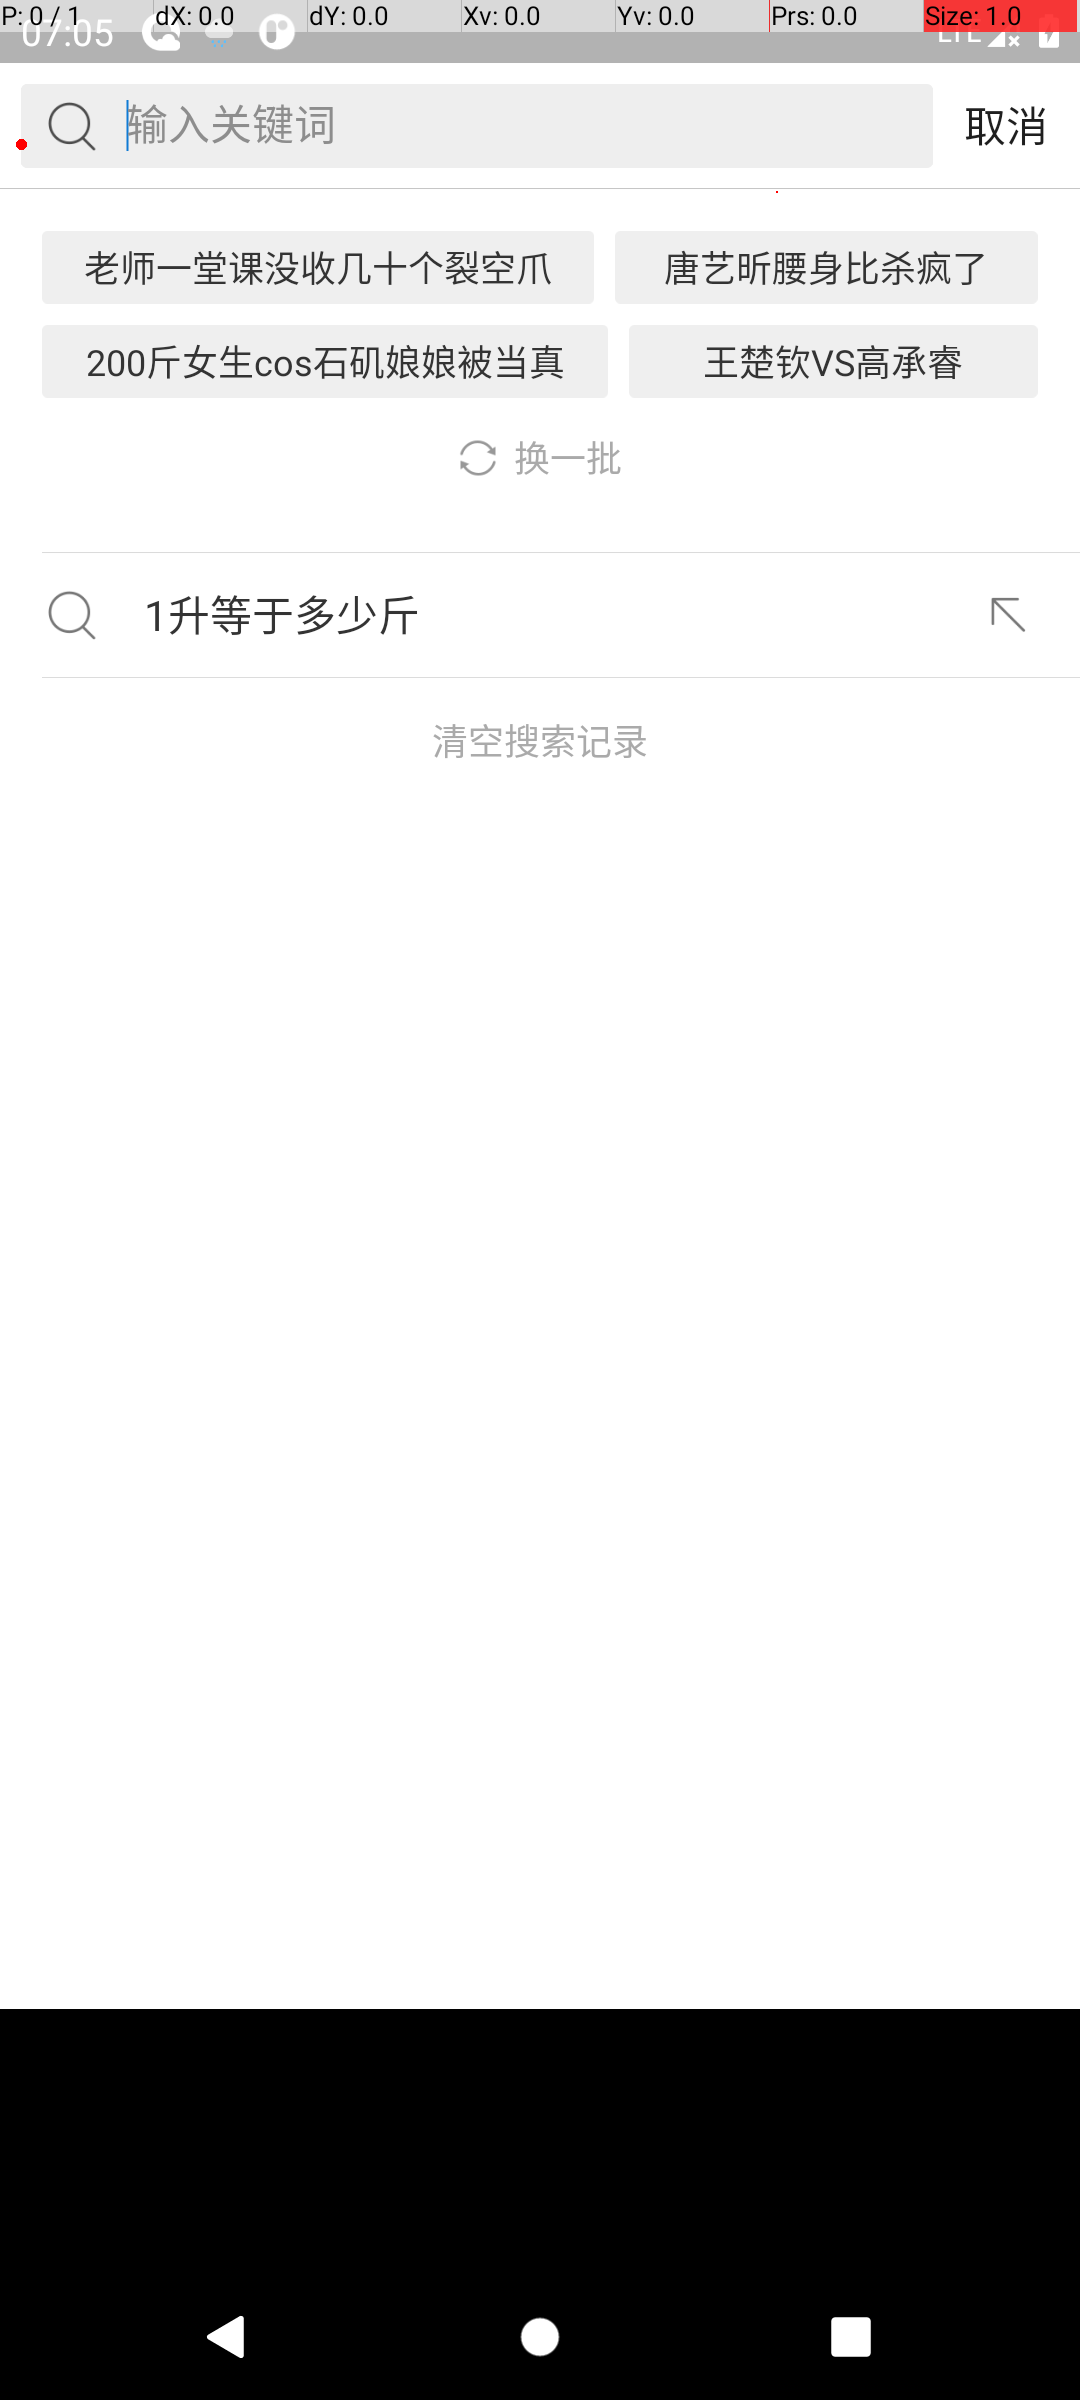 P: 0 / 1 dX: 0.0 dY: 0.0 Xv: 0.0 Yv: 0.0 Prs: 0.0 Size: 1.0
07:05 LTE
输入关键词 取消
老师一堂课没收几十个裂空爪 唐艺昕腰身比杀疯了
200斤女生cos石矶娘娘被当真 王楚钦VS高承睿
换一批
1升等于多少斤
清空搜索记录